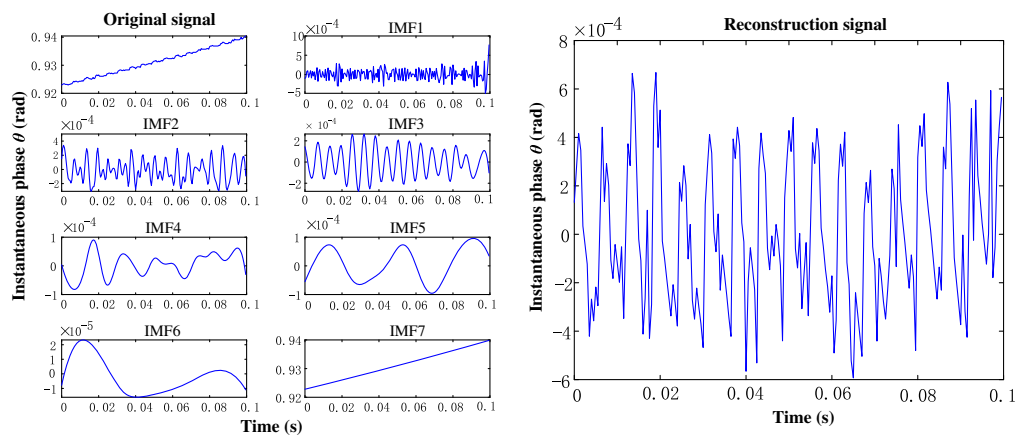 Original signal
IMF1
Reconstruction signal
0.94
0.93
0.92
0 0.02 0.04 0.06 0.08 0.1
×10⁻⁴
10
5
0
−5
0 0.02 0.04 0.06 0.08 0.1
IMF2
×10⁻⁴
4
2
0
−2
0 0.02 0.04 0.06 0.08 0.1
IMF3
×10⁻⁴
2
0
−2
0 0.02 0.04 0.06 0.08 0.1
IMF4
×10⁻⁴
1
0
−1
0 0.02 0.04 0.06 0.08 0.1
IMF5
×10⁻⁴
1
0
−1
0 0.02 0.04 0.06 0.08 0.1
IMF6
×10⁻⁵
2
1
0
−1
0 0.02 0.04 0.06 0.08 0.1
IMF7
0.94
0.93
0.92
0 0.02 0.04 0.06 0.08 0.1
Instantaneous phase θ (rad)
Instantaneous phase θ (rad)
Time (s)
×10⁻⁴
8
6
4
2
0
−2
−4
−6
0 0.02 0.04 0.06 0.08 0.1
Instantaneous phase θ (rad)
Time (s)